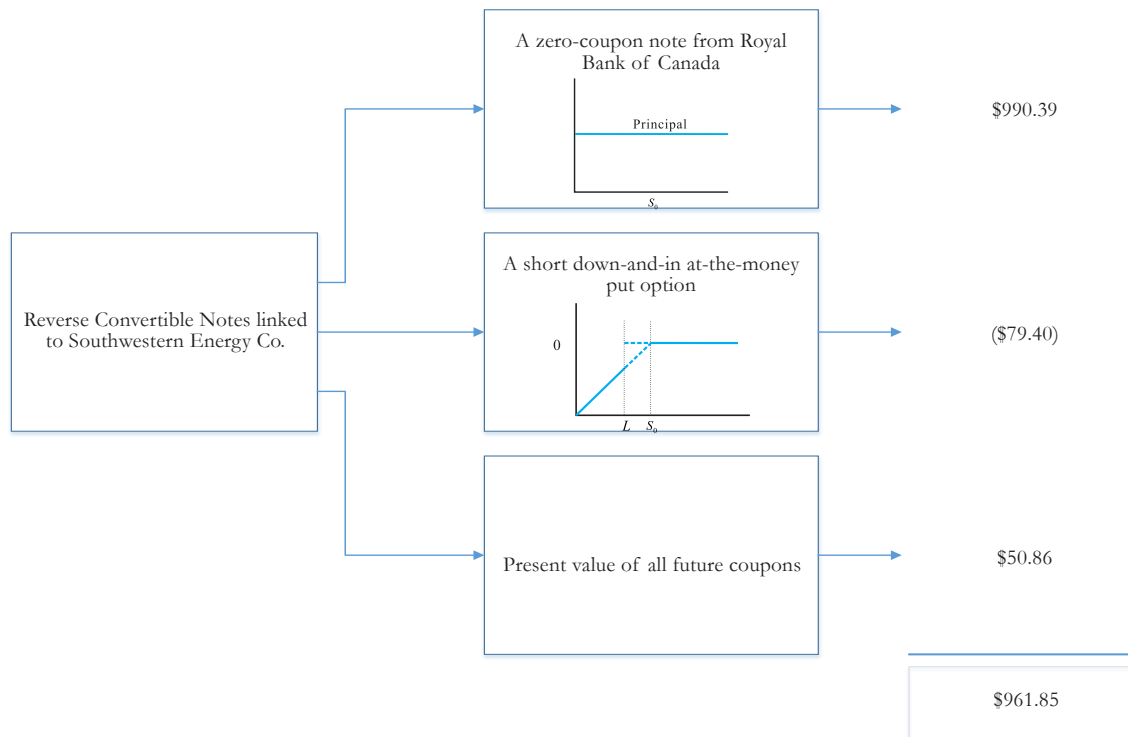 A zero-coupon note from Royal
Bank of Canada
Principal
S₀
$990.39
Reverse Convertible Notes linked
to Southwestern Energy Co.
A short down-and-in at-the-money
put option
0
L S₀
($79.40)
Present value of all future coupons
$50.86
$961.85